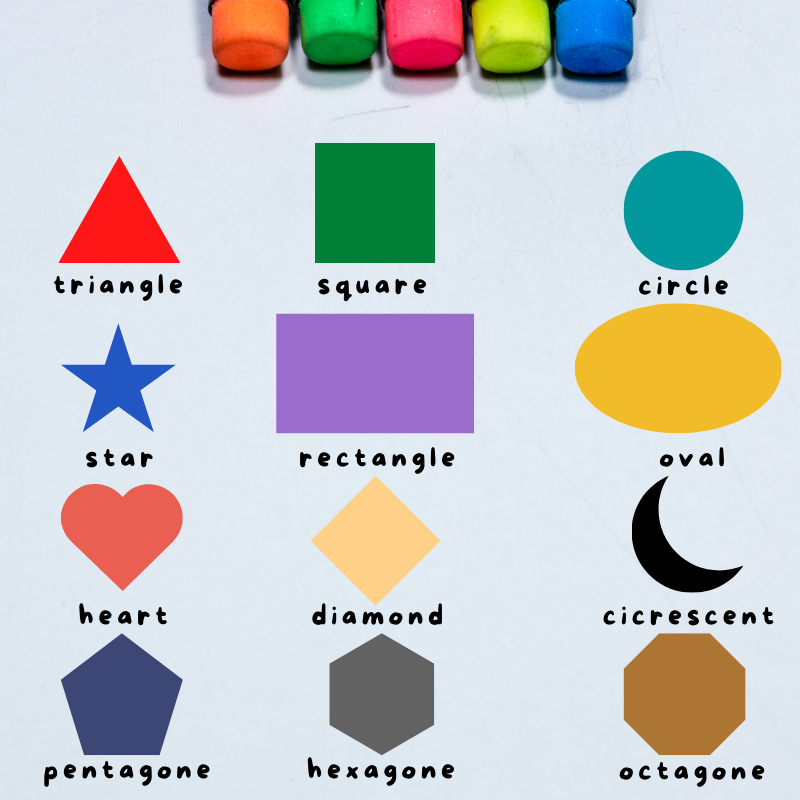 triangle
square
circle
star
rectangle
oval
heart
diamond
cicrescent
pentagone
hexagone
octagone